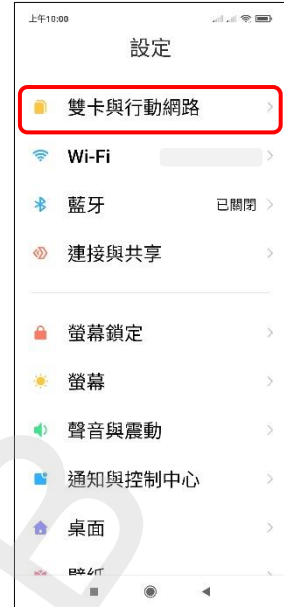 上午10:00
設定
雙卡與行動網路
Wi-Fi
藍牙 已關閉
連接與共享
螢幕鎖定
螢幕
聲音與震動
通知與控制中心
桌面
壁紙